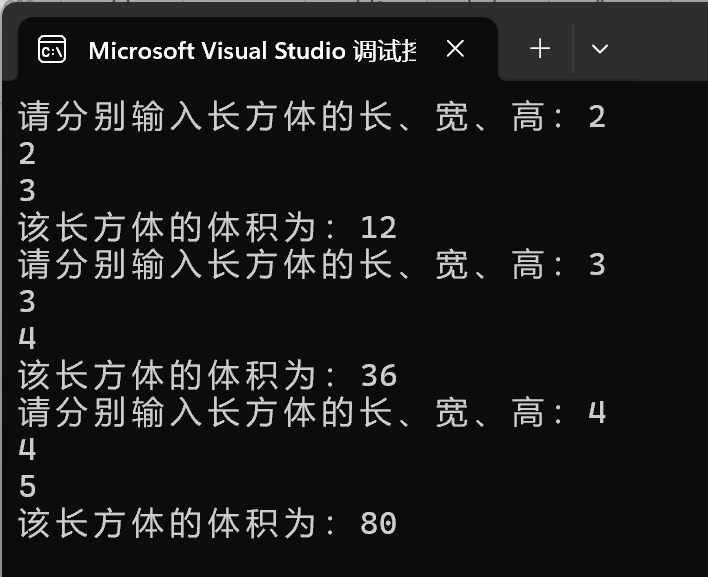 Microsoft Visual Studio 调试
请分别输入长方体的长、宽、高：2
2
3
该长方体的体积为：12
请分别输入长方体的长、宽、高：3
3
4
该长方体的体积为：36
请分别输入长方体的长、宽、高：4
4
5
该长方体的体积为：80